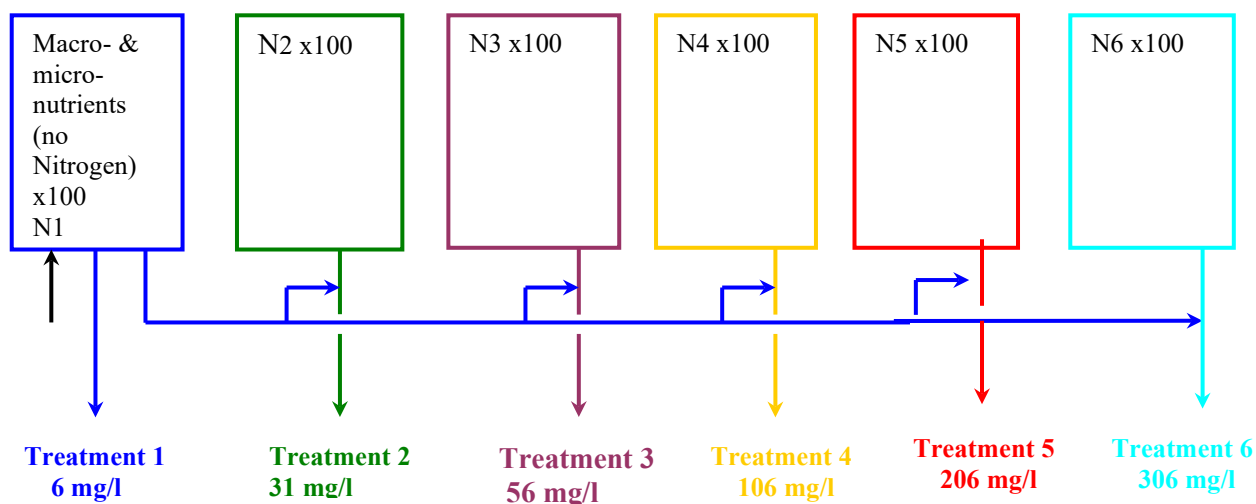 Macro- &
micro-
nutrients
(no
Nitrogen)
x100
N1
N2 x100
N3 x100
N4 x100
N5 x100
N6 x100
Treatment 1
6 mg/l
Treatment 2
31 mg/l
Treatment 3
56 mg/l
Treatment 4
106 mg/l
Treatment 5
206 mg/l
Treatment 6
306 mg/l